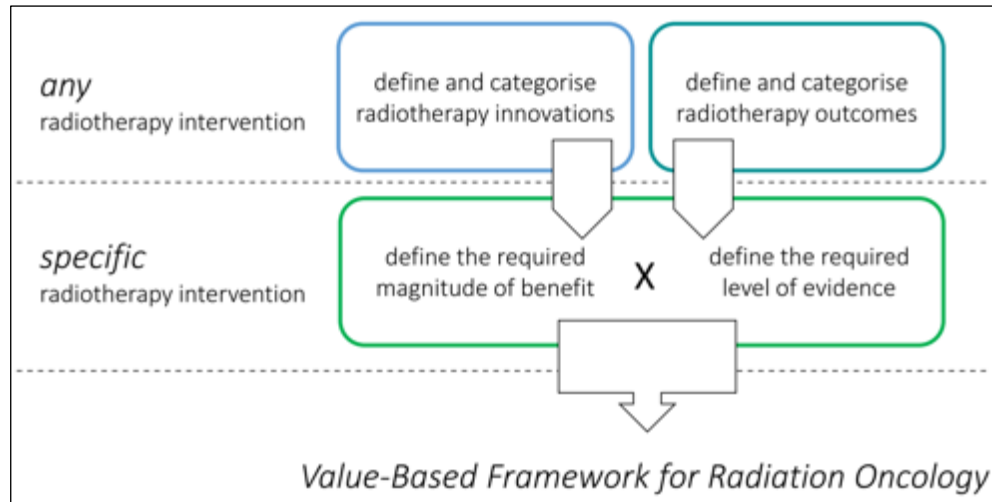 any
radiotherapy intervention
define and categorise
radiotherapy innovations
define and categorise
radiotherapy outcomes
specific
radiotherapy intervention
define the required
magnitude of benefit
X
define the required
level of evidence
Value-Based Framework for Radiation Oncology